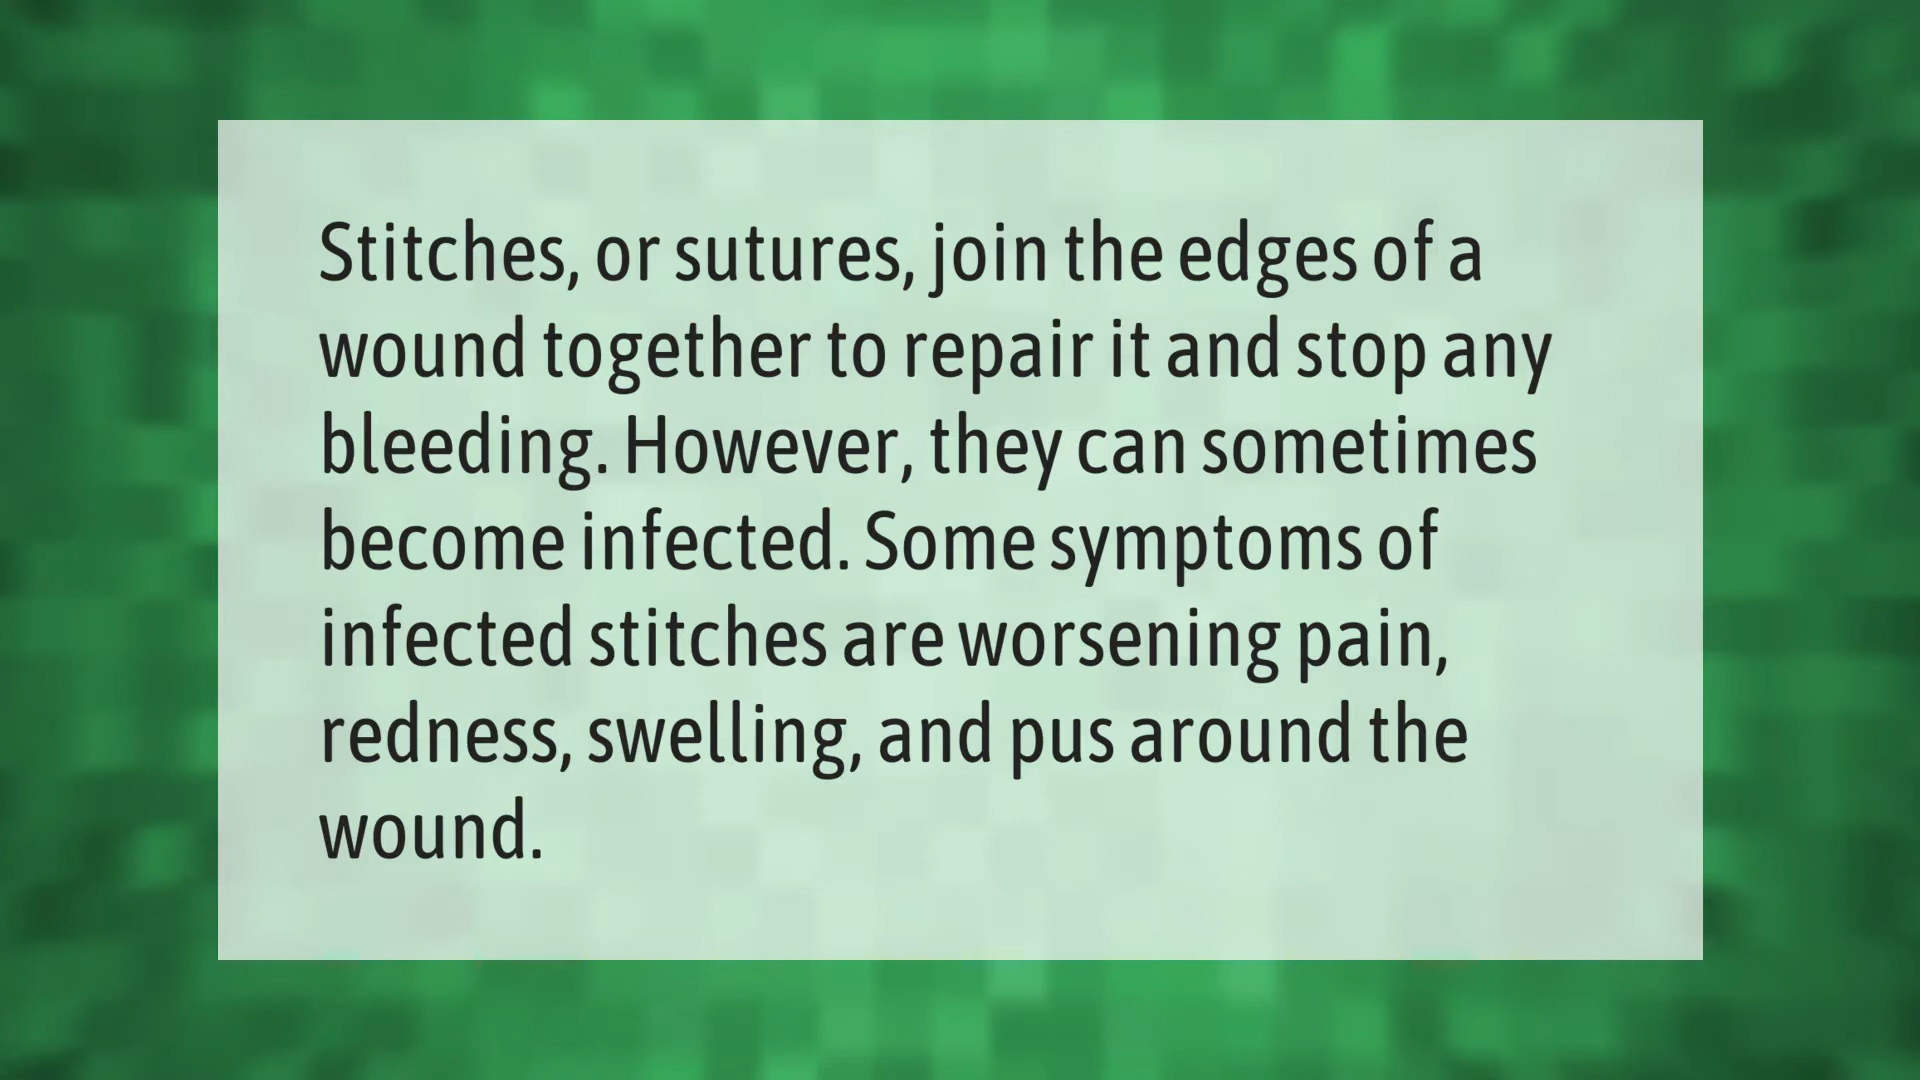 Stitches, or sutures, join the edges of a
wound together to repair it and stop any
bleeding. However, they can sometimes
become infected. Some symptoms of
infected stitches are worsening pain,
redness, swelling, and pus around the
wound.